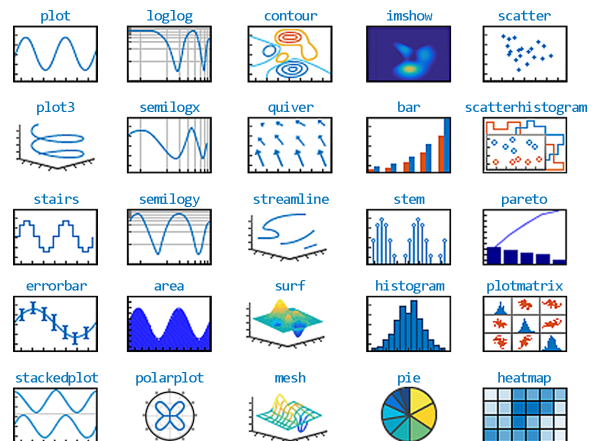 plot loglog contour imshow scatter
plot3 semilogx quiver bar scatterhistogram
stairs semilogy streamline stem pareto
errorbar area surf histogram plotmatrix
stackedplot polarplot mesh pie heatmap